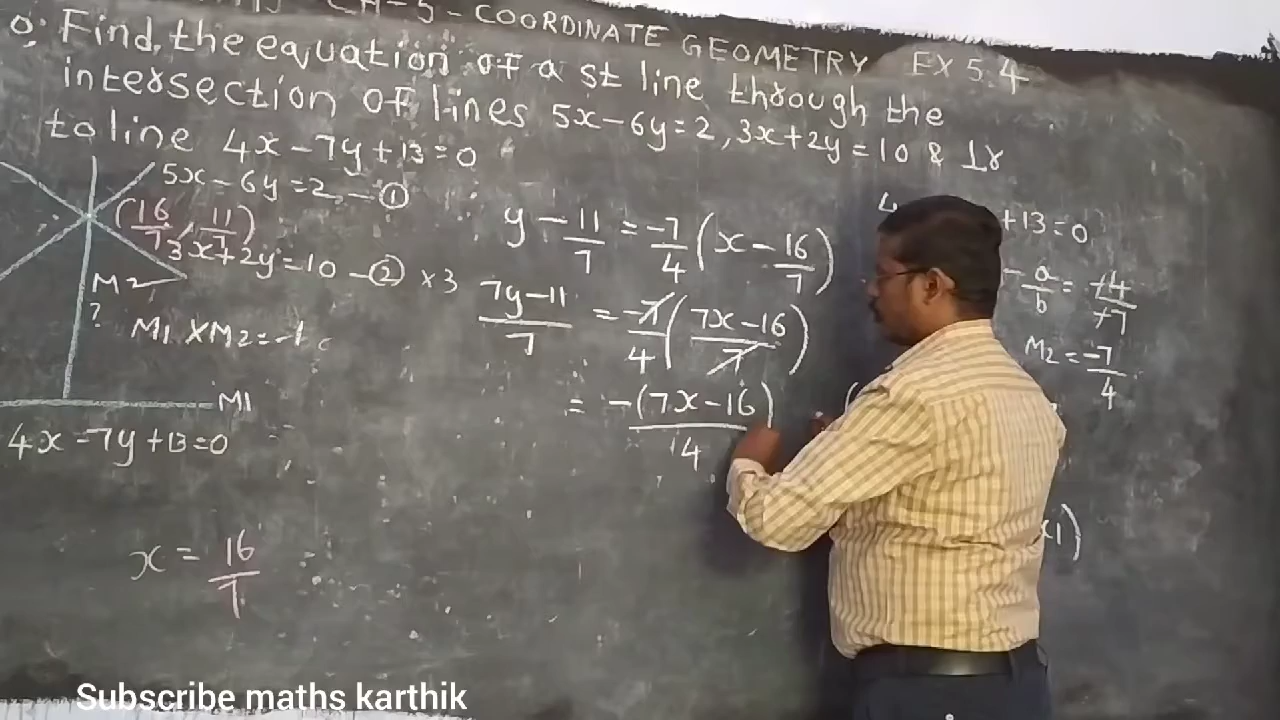 CH-5-COORDINATE GEOMETRY EX 5.4
Q: Find the equation of a st line through the
intersection of lines 5x-6y=2, 3x+2y=10 & ⊥r
to line 4x-7y+13=0
5x-6y=2 -①
(16/7, 11/7)
3x+2y=10 -② ×3
M2
?
M1 × M2 = -1
M1
4x-7y+13=0
x = 16/7
y - 11/7 = -7/4 (x - 16/7)
(7y-11)/7 = -7/4 ((7x-16)/7)
= -(7x-16)/4
4
+13=0
- a/b = +4/+7
M2 = -7/4
x1)
Subscribe maths karthik